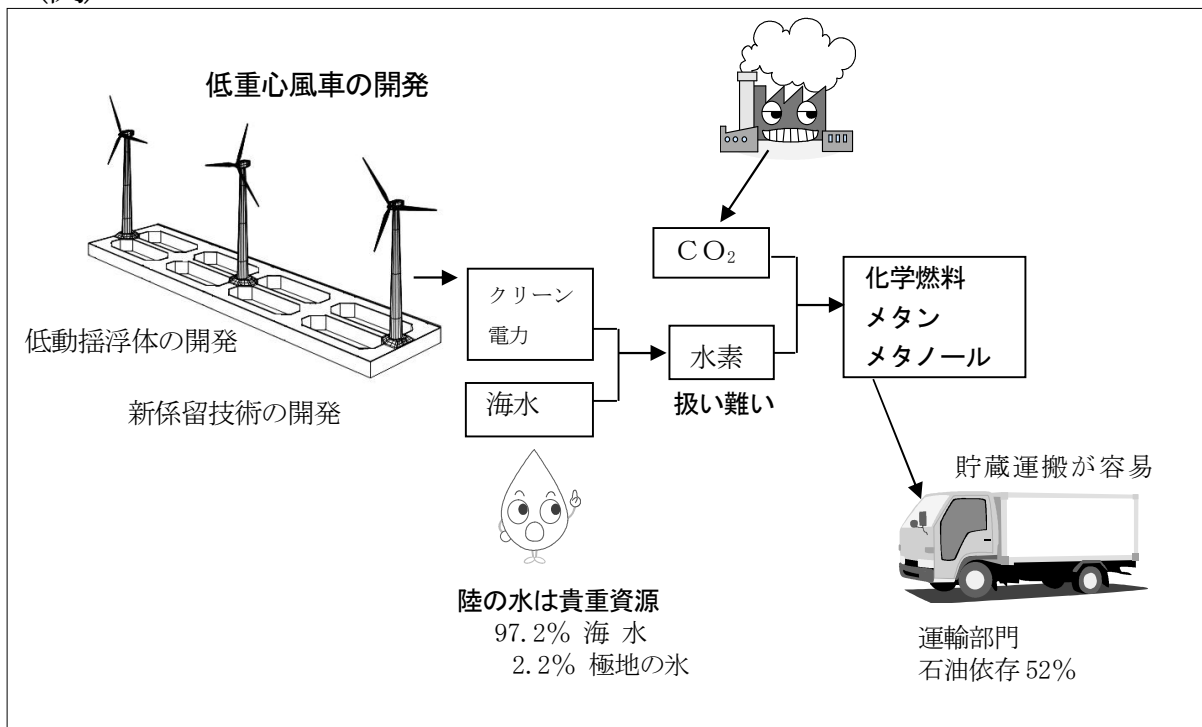 (例)
低重心風車の開発
低動揺浮体の開発
新係留技術の開発
クリーン
電力
海水
陸の水は貴重資源
97.2% 海 水
2.2% 極地の氷
CO₂
水素
扱い難い
化学燃料
メタン
メタノール
貯蔵運搬が容易
運輸部門
石油依存 52%